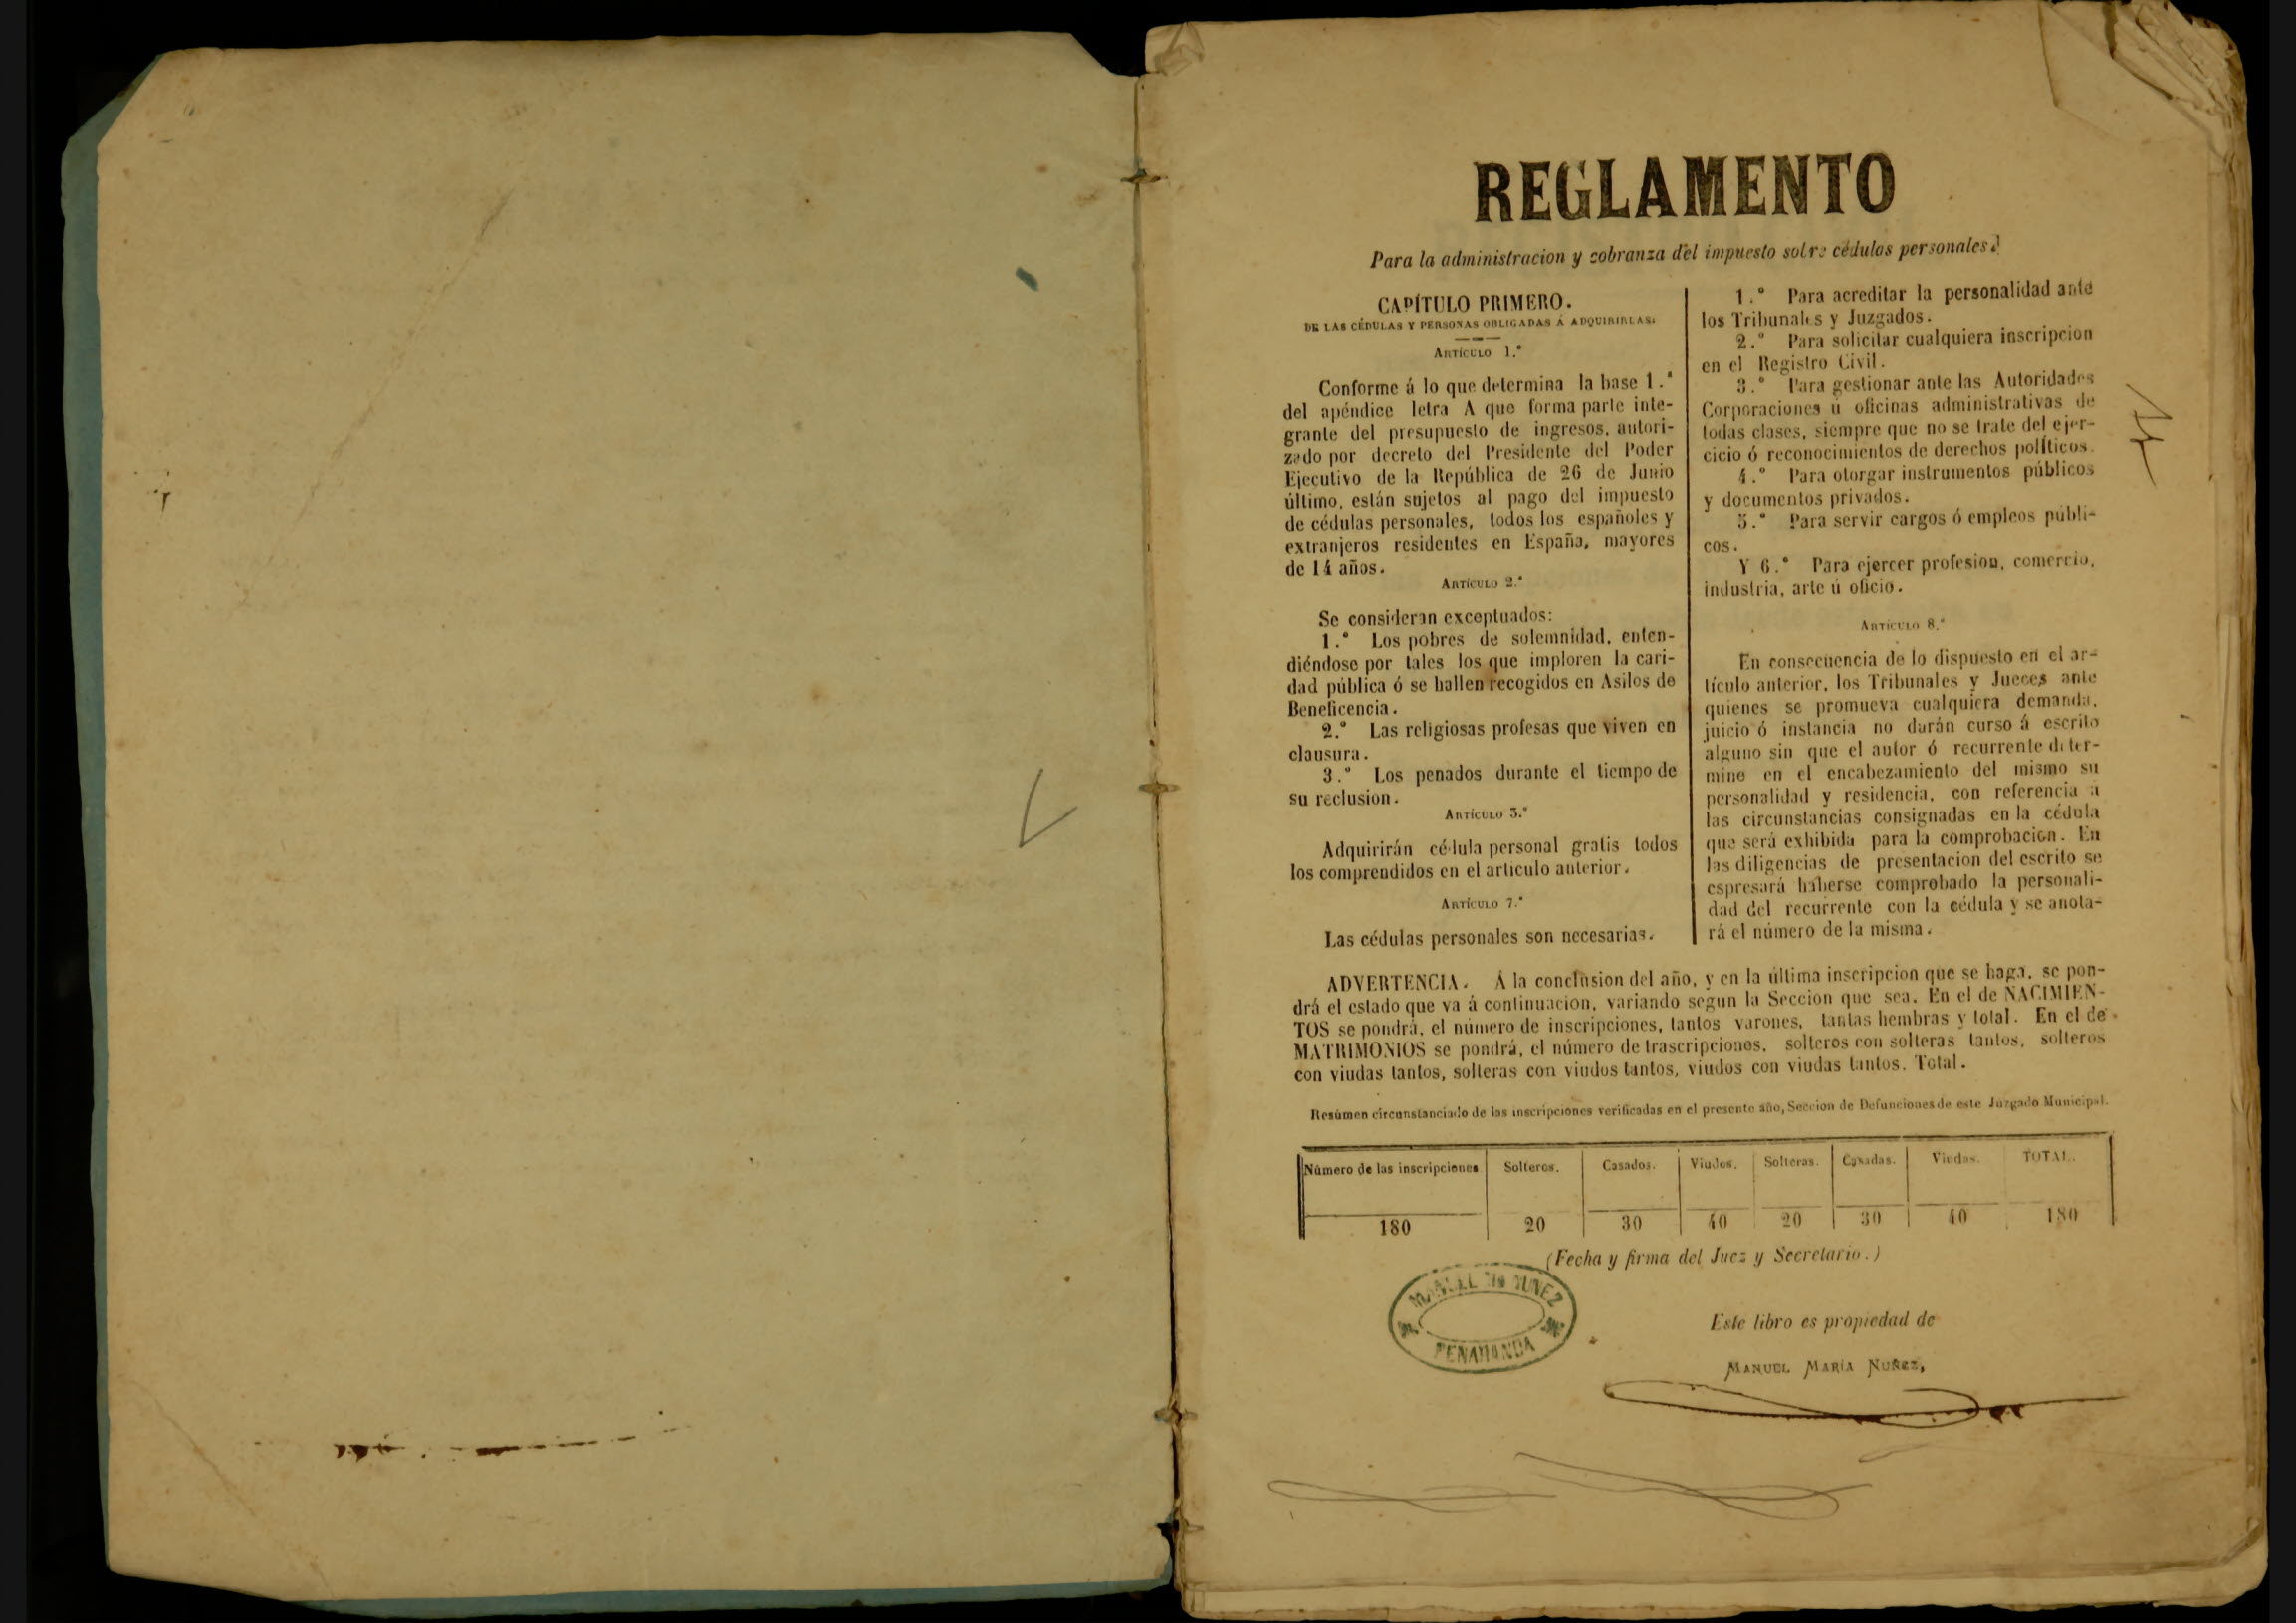 REGLAMENTO
Para la administracion y cobranza del impuesto sobre cédulas personales.
CAPÍTULO PRIMERO.
DE LAS CÉDULAS Y PERSONAS OBLIGADAS Á ADQUIRIRLAS.
ARTÍCULO 1.º
Conforme á lo que determina la base 1.ª
del apéndice letra A que forma parte inte-
grante del presupuesto de ingresos, autori-
zado por decreto del Presidente del Poder
Ejecutivo de la República de 26 de Junio
último, están sujetos al pago del impuesto
de cédulas personales, todos los españoles y
extranjeros residentes en España, mayores
de 14 años.
ARTÍCULO 2.º
Se consideran exceptuados:
1.º Los pobres de solemnidad, enten-
diéndose por tales los que imploren la cari-
dad pública ó se hallen recogidos en Asilos de
Beneficencia.
2.º Las religiosas profesas que viven en
clausura.
3.º Los penados durante el tiempo de
su reclusion.
ARTÍCULO 3.º
Adquirirán cédula personal gratis todos
los comprendidos en el artículo anterior.
ARTÍCULO 7.º
Las cédulas personales son necesarias.
1.º Para acreditar la personalidad ante
los Tribunales y Juzgados.
2.º Para solicitar cualquiera inscripcion
en el Registro Civil.
3.º Para gestionar ante las Autoridades
Corporaciones ú oficinas administrativas de
todas clases, siempre que no se trate del ejer-
cicio ó reconocimientos de derechos políticos.
4.º Para otorgar instrumentos públicos
y documentos privados.
5.º Para servir cargos ó empleos públi-
cos.
Y 6.º Para ejercer profesion, comercio,
industria, arte ú oficio.
ARTÍCULO 8.º
En consecuencia de lo dispuesto en el ar-
tículo anterior, los Tribunales y Jueces ante
quienes se promueva cualquiera demanda,
juicio ó instancia no darán curso á escrito
alguno sin que el autor ó recurrente deter-
mine en el encabezamiento del mismo su
personalidad y residencia, con referencia á
las circunstancias consignadas en la cédula
que será exhibida para la comprobacion. En
las diligencias de presentacion del escrito se
espresará haberse comprobado la personali-
dad del recurrente con la cédula y se anota-
rá el número de la misma.
ADVERTENCIA. Á la conclusion del año, y en la última inscripcion que se haga, se pon-
drá el estado que va á continuacion, variando segun la Seccion que sea. En el de NACIMIEN-
TOS se pondrá, el número de inscripciones, tantos varones, tantas hembras y total. En el de
MATRIMONIOS se pondrá, el número de trascripciones, solteros con solteras tantos, solteros
con viudas tantos, solteras con viudos tantos, viudos con viudas tantos. Total.
Resúmen circunstanciado de las inscripciones verificadas en el presente año, Seccion de Defunciones de este Juzgado Municipal.
Número de las inscripciones Solteros. Casados. Viudos. Solteras. Casadas. Viudas. TOTAL.
180 20 30 40 20 30 40 180
(Fecha y firma del Juez y Secretario.)
MANUEL Mª NUÑEZ
PEÑARANDA
Este libro es propiedad de
MANUEL MARÍA NUÑEZ,